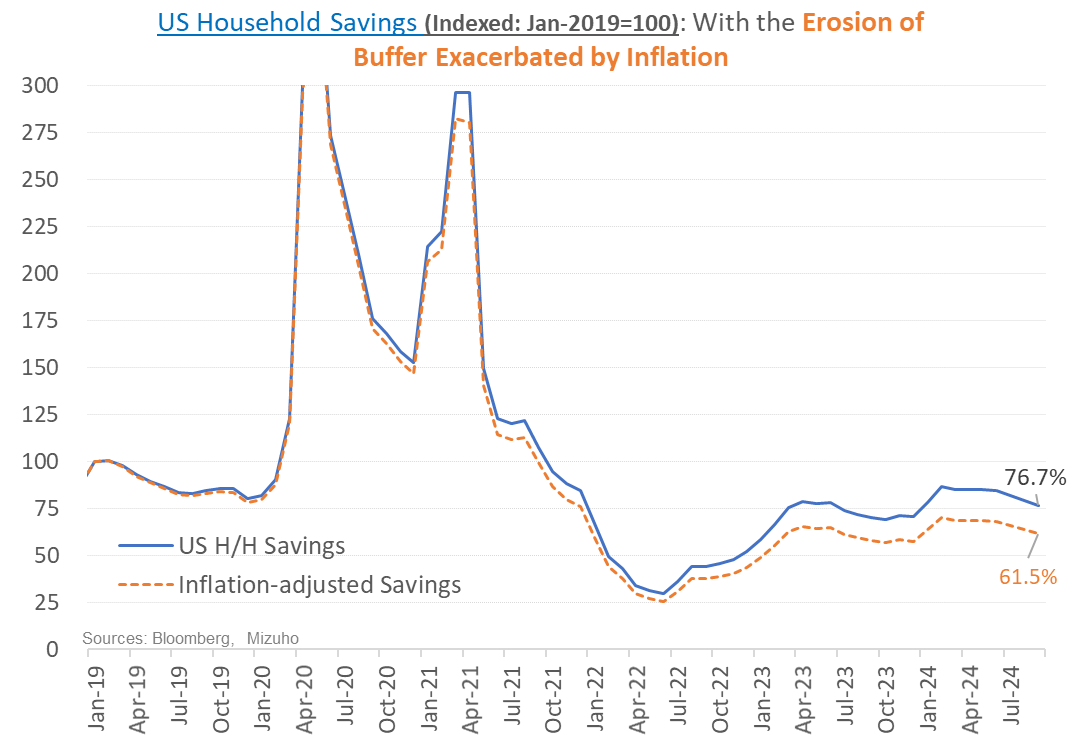 US Household Savings (Indexed: Jan-2019=100): With the Erosion of
Buffer Exacerbated by Inflation
300
275
250
225
200
175
150
125
100
75
50
25
0
76.7%
61.5%
US H/H Savings
Inflation-adjusted Savings
Sources: Bloomberg, Mizuho
Jan-19
Apr-19
Jul-19
Oct-19
Jan-20
Apr-20
Jul-20
Oct-20
Jan-21
Apr-21
Jul-21
Oct-21
Jan-22
Apr-22
Jul-22
Oct-22
Jan-23
Apr-23
Jul-23
Oct-23
Jan-24
Apr-24
Jul-24